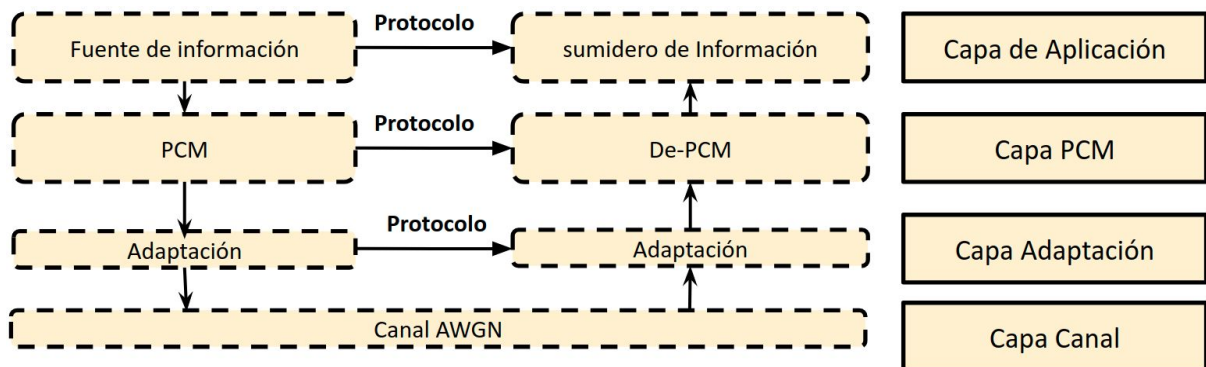 Protocolo
Fuente de información
sumidero de Información
Capa de Aplicación
Protocolo
PCM
De-PCM
Capa PCM
Protocolo
Adaptación
Adaptación
Capa Adaptación
Canal AWGN
Capa Canal